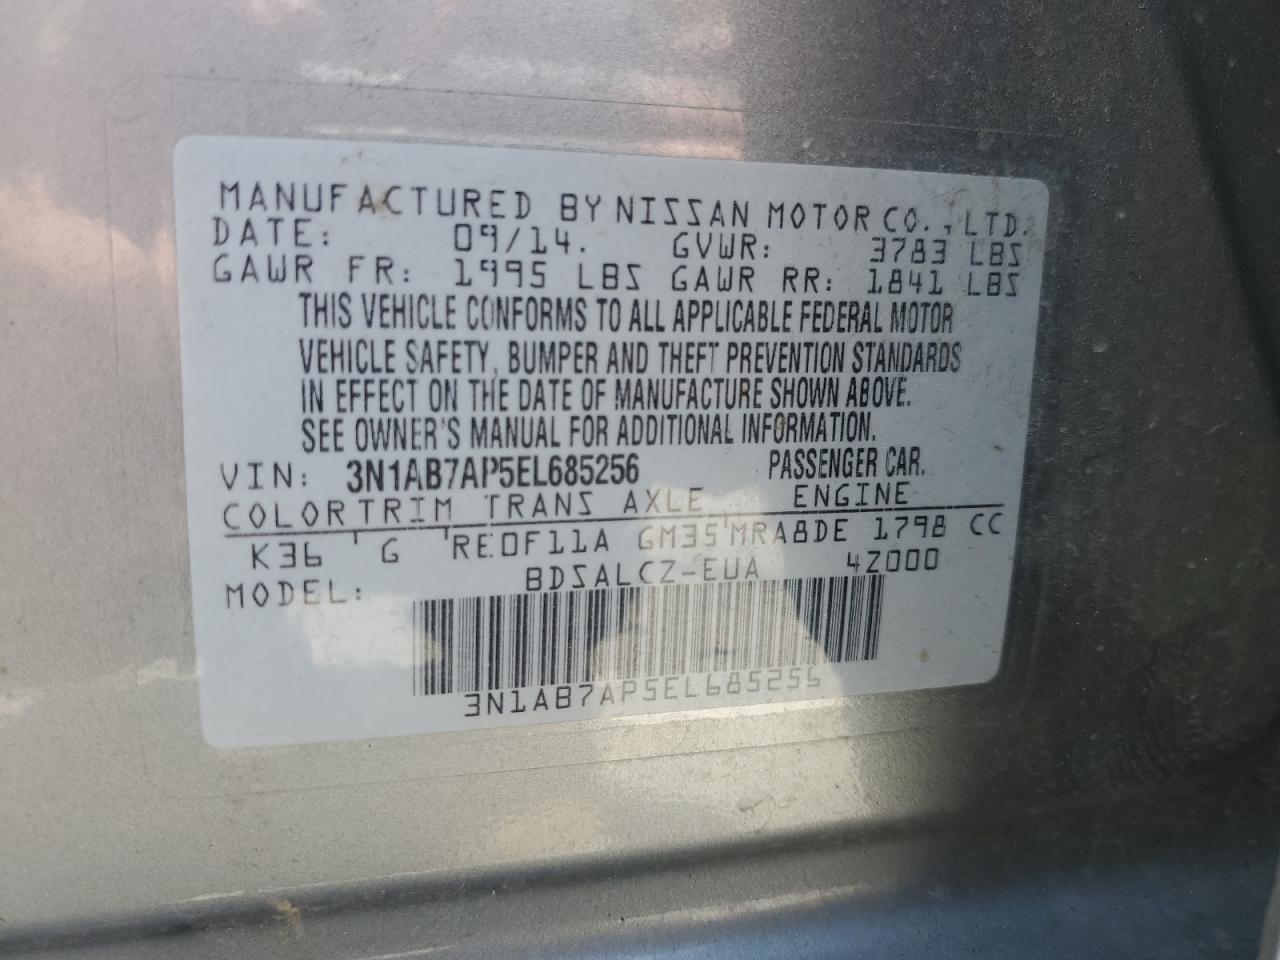 MANUFACTURED BY NISSAN MOTOR CO., LTD.
DATE: 09/14. GVWR: 3783 LBS
GAWR FR: 1995 LBS GAWR RR: 1841 LBS
THIS VEHICLE CONFORMS TO ALL APPLICABLE FEDERAL MOTOR
VEHICLE SAFETY, BUMPER AND THEFT PREVENTION STANDARDS
IN EFFECT ON THE DATE OF MANUFACTURE SHOWN ABOVE.
SEE OWNER'S MANUAL FOR ADDITIONAL INFORMATION.
VIN: 3N1AB7AP5EL685256 PASSENGER CAR.
COLOR TRIM TRANS AXLE ENGINE
K36 G RE0F11A GM35 MRA8DE 1798 CC
MODEL: BDSALCZ-EUA 4Z000
3N1AB7AP5EL685256